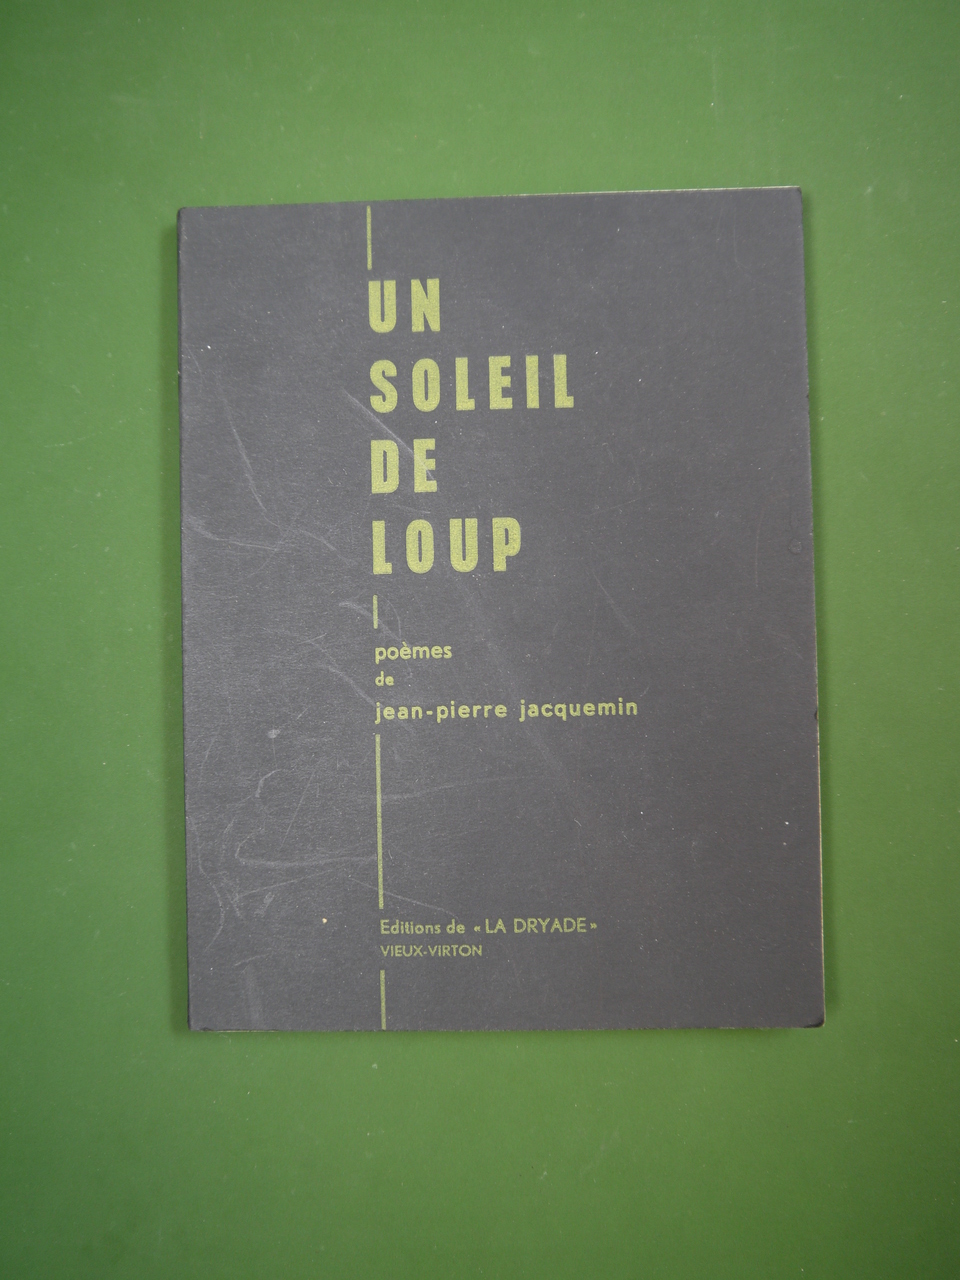 UN
SOLEIL
DE
LOUP
poèmes
de
jean-pierre jacquemin
Editions de « LA DRYADE »
VIEUX-VIRTON